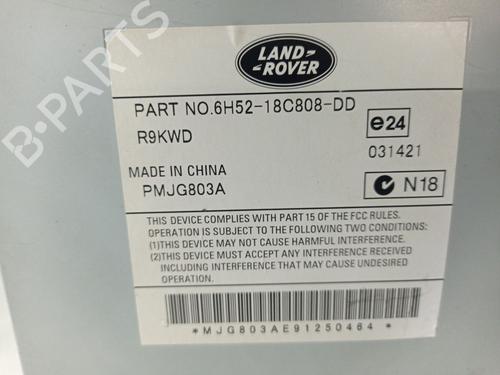 B-PARTS
LAND-
ROVER
PART NO.6H52-18C808-DD
R9KWD
e24
031421
MADE IN CHINA
PMJG803A
N18
THIS DEVICE COMPLIES WITH PART 15 OF THE FCC RULES.
OPERATION IS SUBJECT TO THE FOLLOWING TWO CONDITIONS:
(1)THIS DEVICE MAY NOT CAUSE HARMFUL INTERFERENCE.
(2)THIS DEVICE MUST ACCEPT ANY INTERFERENCE RECEIVED
INCLUDING INTERFERENCE THAT MAY CAUSE UNDESIRED
OPERATION.
*MJG803AE91250464*